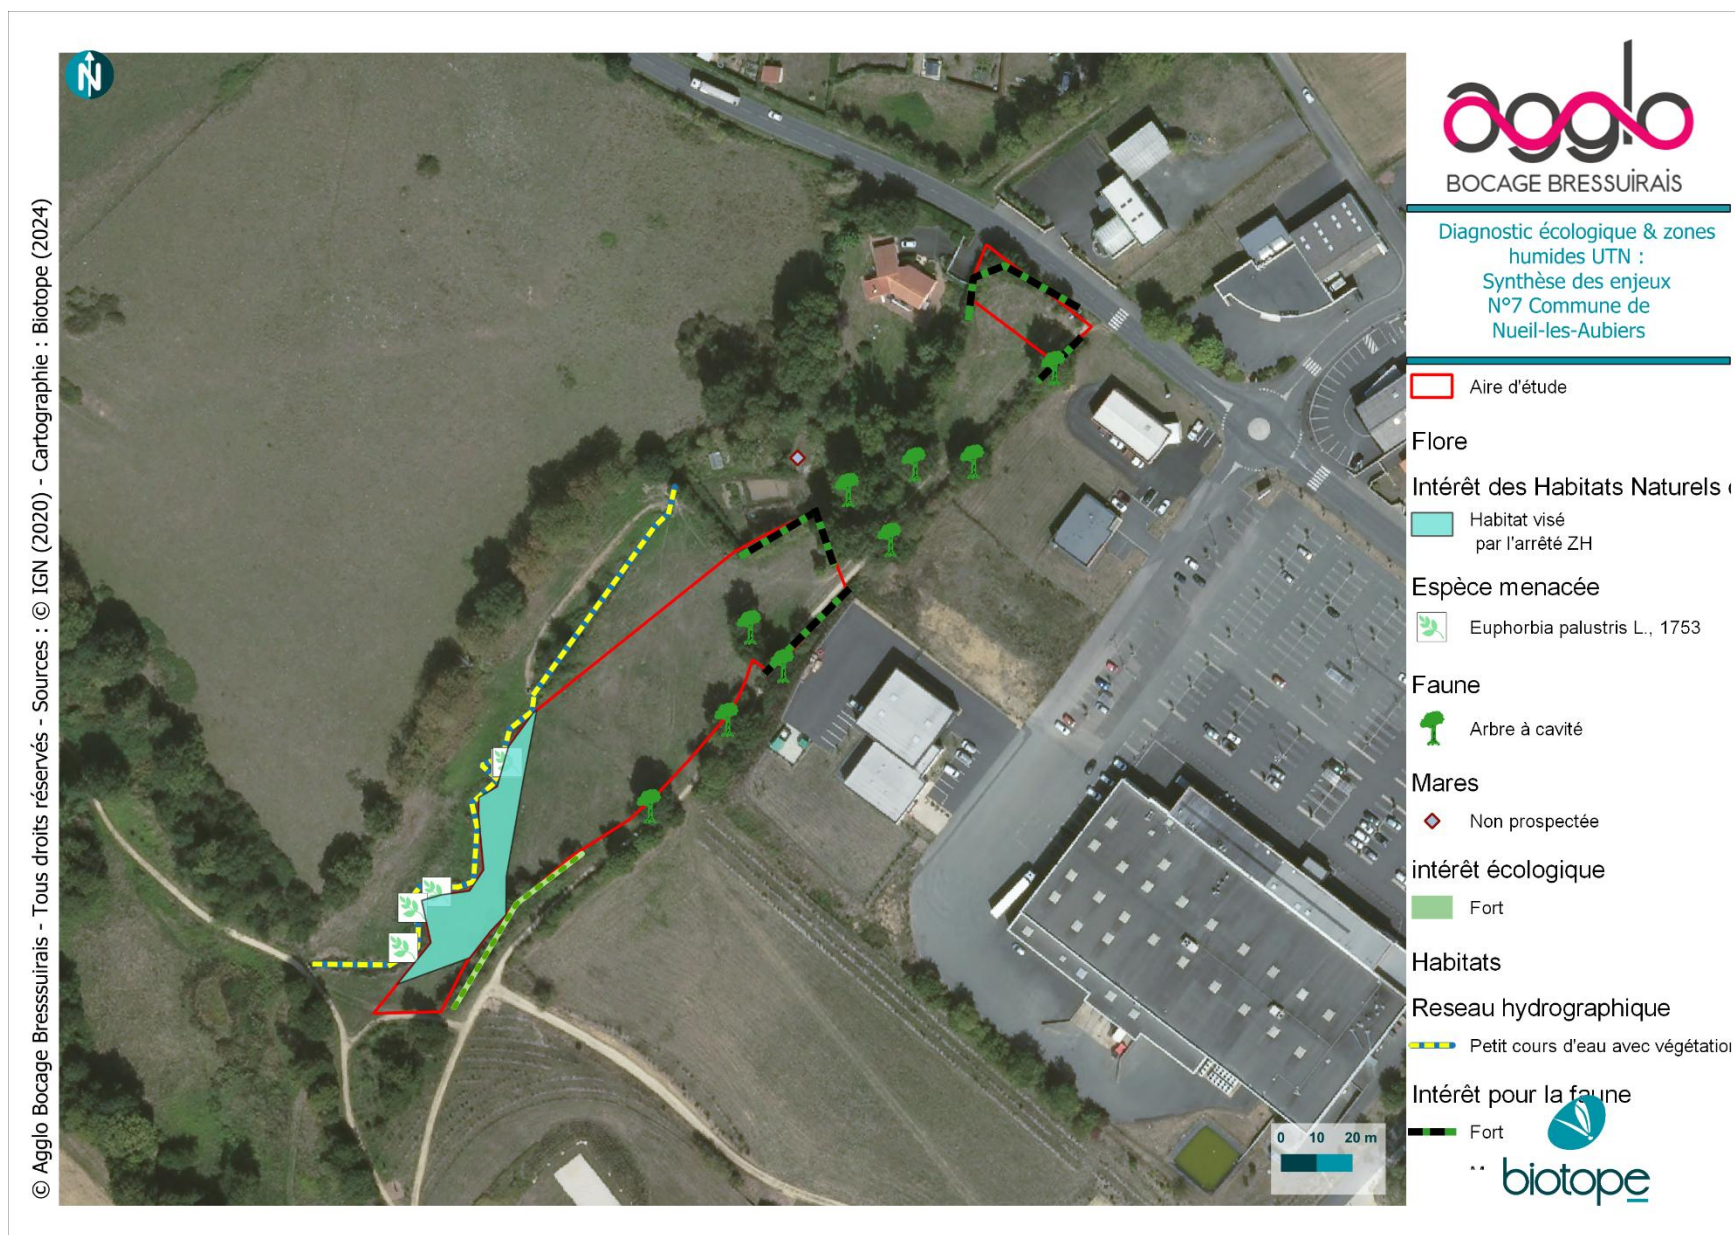 © Agglo Bocage Bresssuirais - Tous droits réservés - Sources : © IGN (2020) - Cartographie : Biotope (2024)
N
agglo
BOCAGE BRESSUIRAIS
Diagnostic écologique & zones
humides UTN :
Synthèse des enjeux
N°7 Commune de
Nueil-les-Aubiers
Aire d'étude
Flore
Intérêt des Habitats Naturels
Habitat visé
par l'arrêté ZH
Espèce menacée
Euphorbia palustris L., 1753
Faune
Arbre à cavité
Mares
Non prospectée
intérêt écologique
Fort
Habitats
Reseau hydrographique
Petit cours d'eau avec végétation
Intérêt pour la faune
Fort
biotope
0 10 20 m